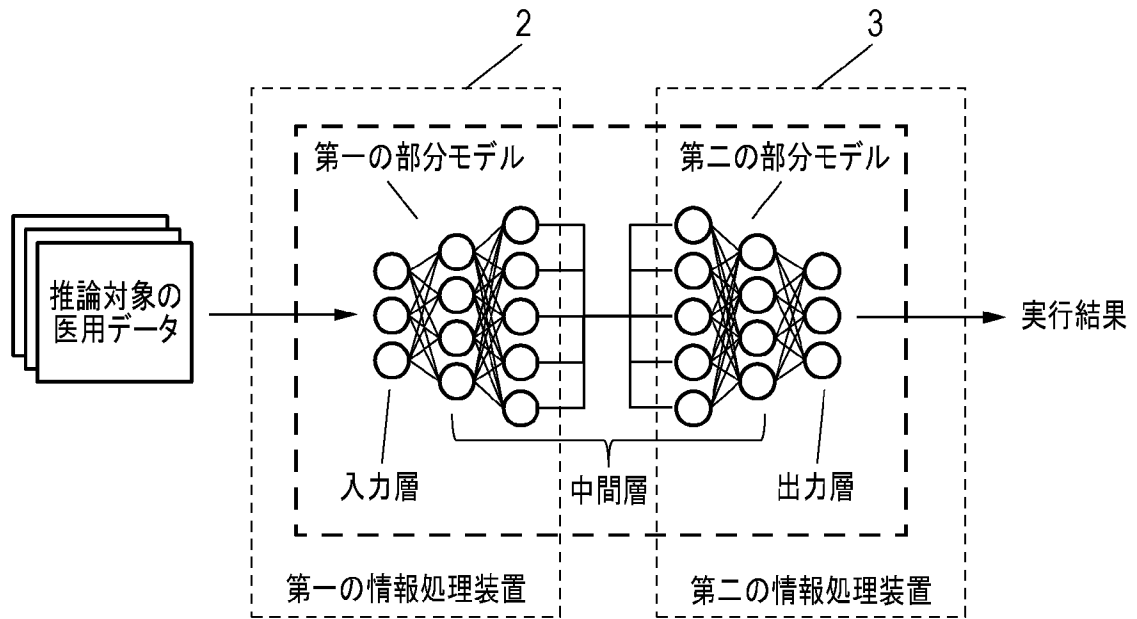 2
3
第一の部分モデル
第二の部分モデル
推論対象の
医用データ
実行結果
入力層
中間層
出力層
第一の情報処理装置
第二の情報処理装置